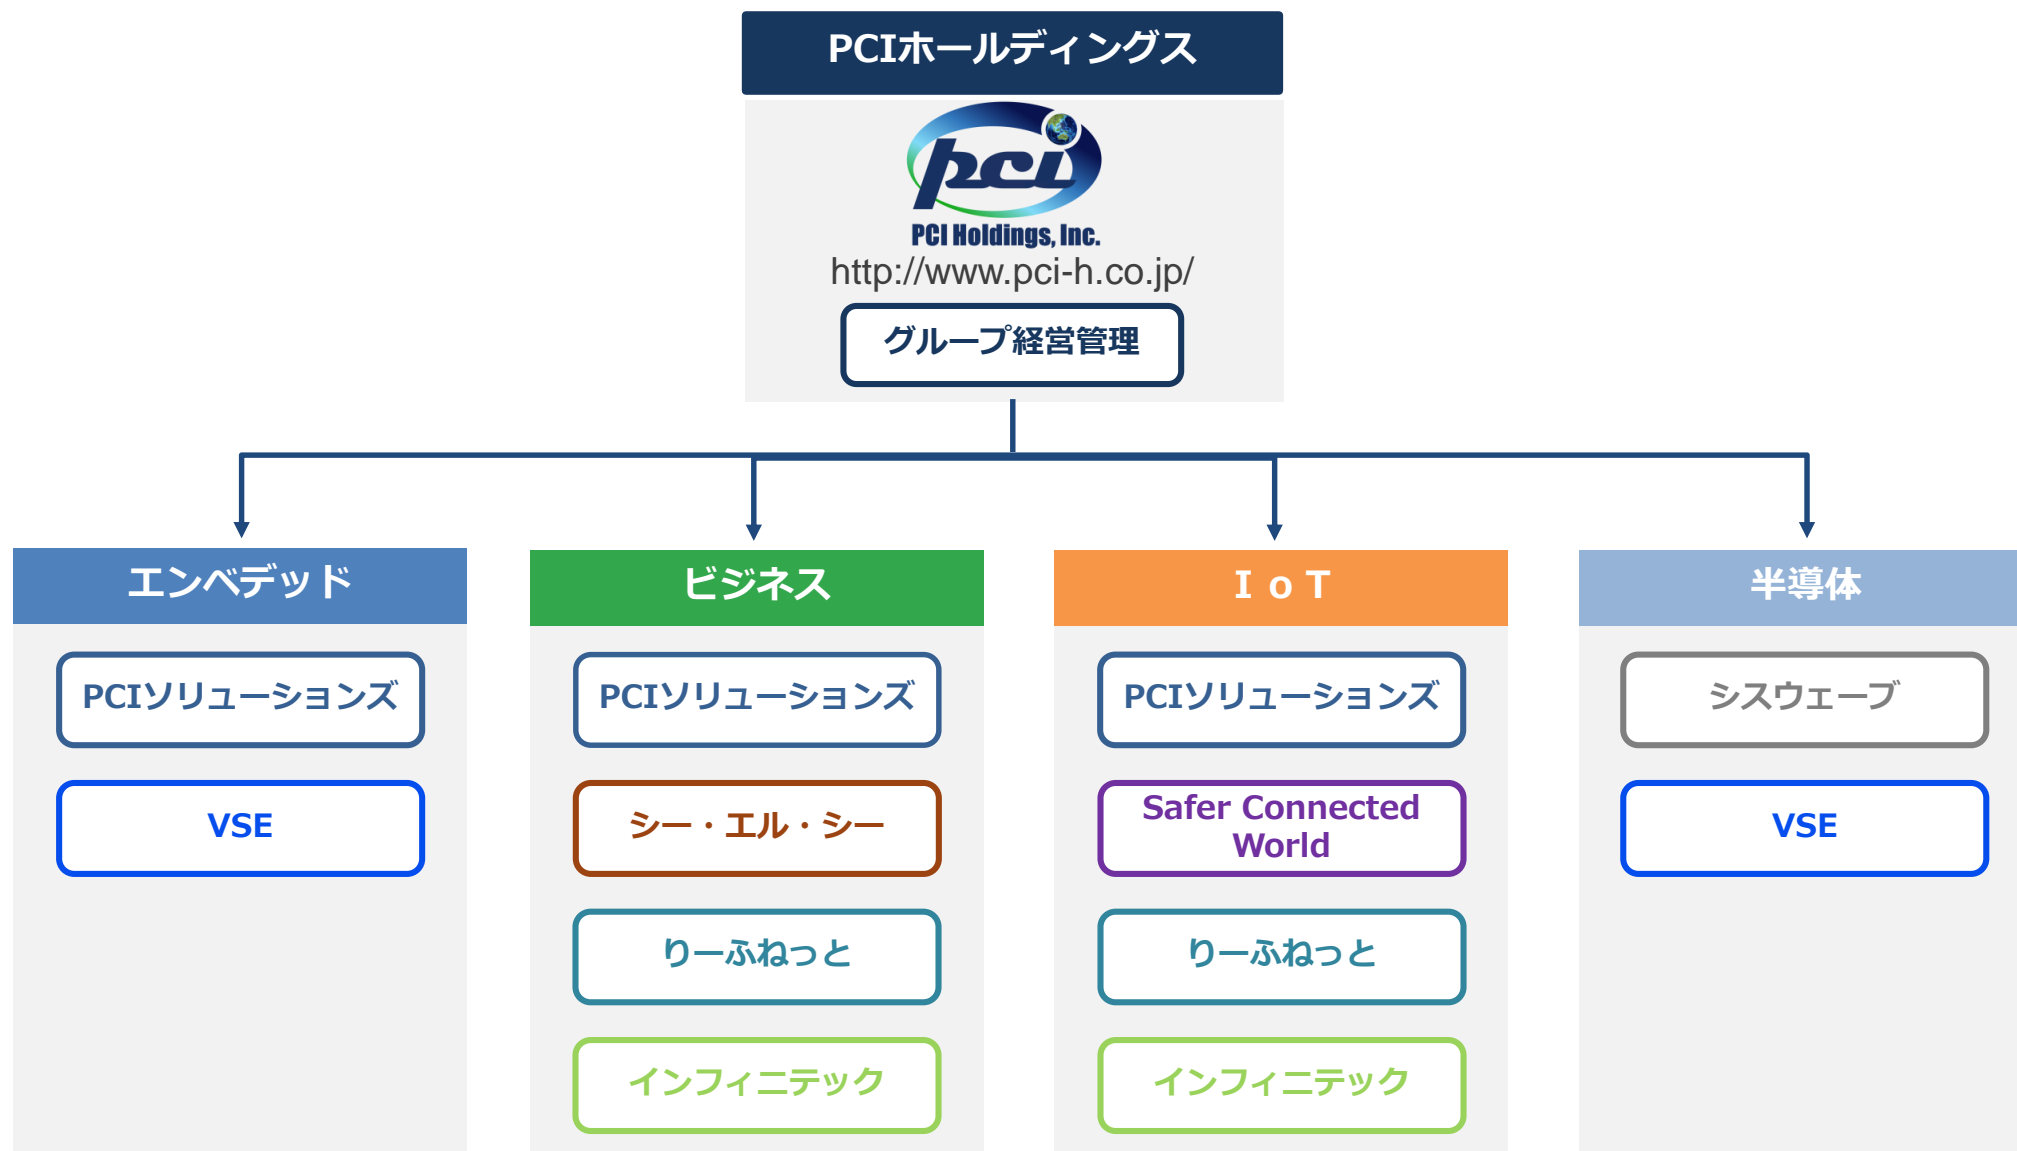 PCIホールディングス
pci
PCI Holdings, Inc.
http://www.pci-h.co.jp/
グループ経営管理
エンベデッド
PCIソリューションズ
VSE
ビジネス
PCIソリューションズ
シー・エル・シー
りーふねっと
インフィニテック
ＩｏＴ
PCIソリューションズ
Safer Connected
World
りーふねっと
インフィニテック
半導体
シスウェーブ
VSE